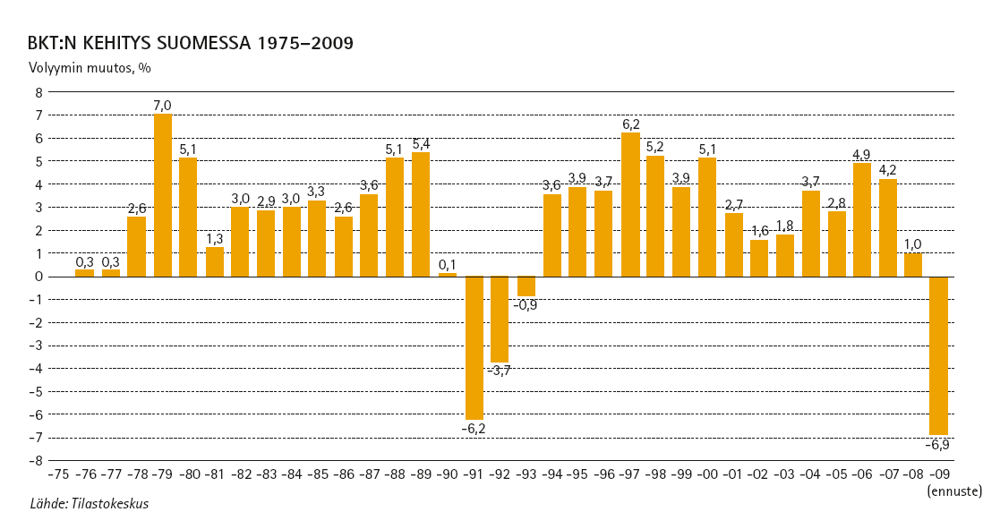 BKT:N KEHITYS SUOMESSA 1975–2009
Volyymin muutos, %
8
7
6
5
4
3
2
1
0
–1
–2
–3
–4
–5
–6
–7
–8
0,3 0,3 2,6 7,0 5,1 1,3 3,0 2,9 3,0 3,3 2,6 3,6 5,1 5,4 0,1 –6,2 –3,7 –0,9 3,6 3,9 3,7 6,2 5,2 3,9 5,1 2,7 1,6 1,8 3,7 2,8 4,9 4,2 1,0 –6,9
–75 –76 –77 –78 –79 –80 –81 –82 –83 –84 –85 –86 –87 –88 –89 –90 –91 –92 –93 –94 –95 –96 –97 –98 –99 –00 –01 –02 –03 –04 –05 –06 –07 –08 –09
(ennuste)
Lähde: Tilastokeskus